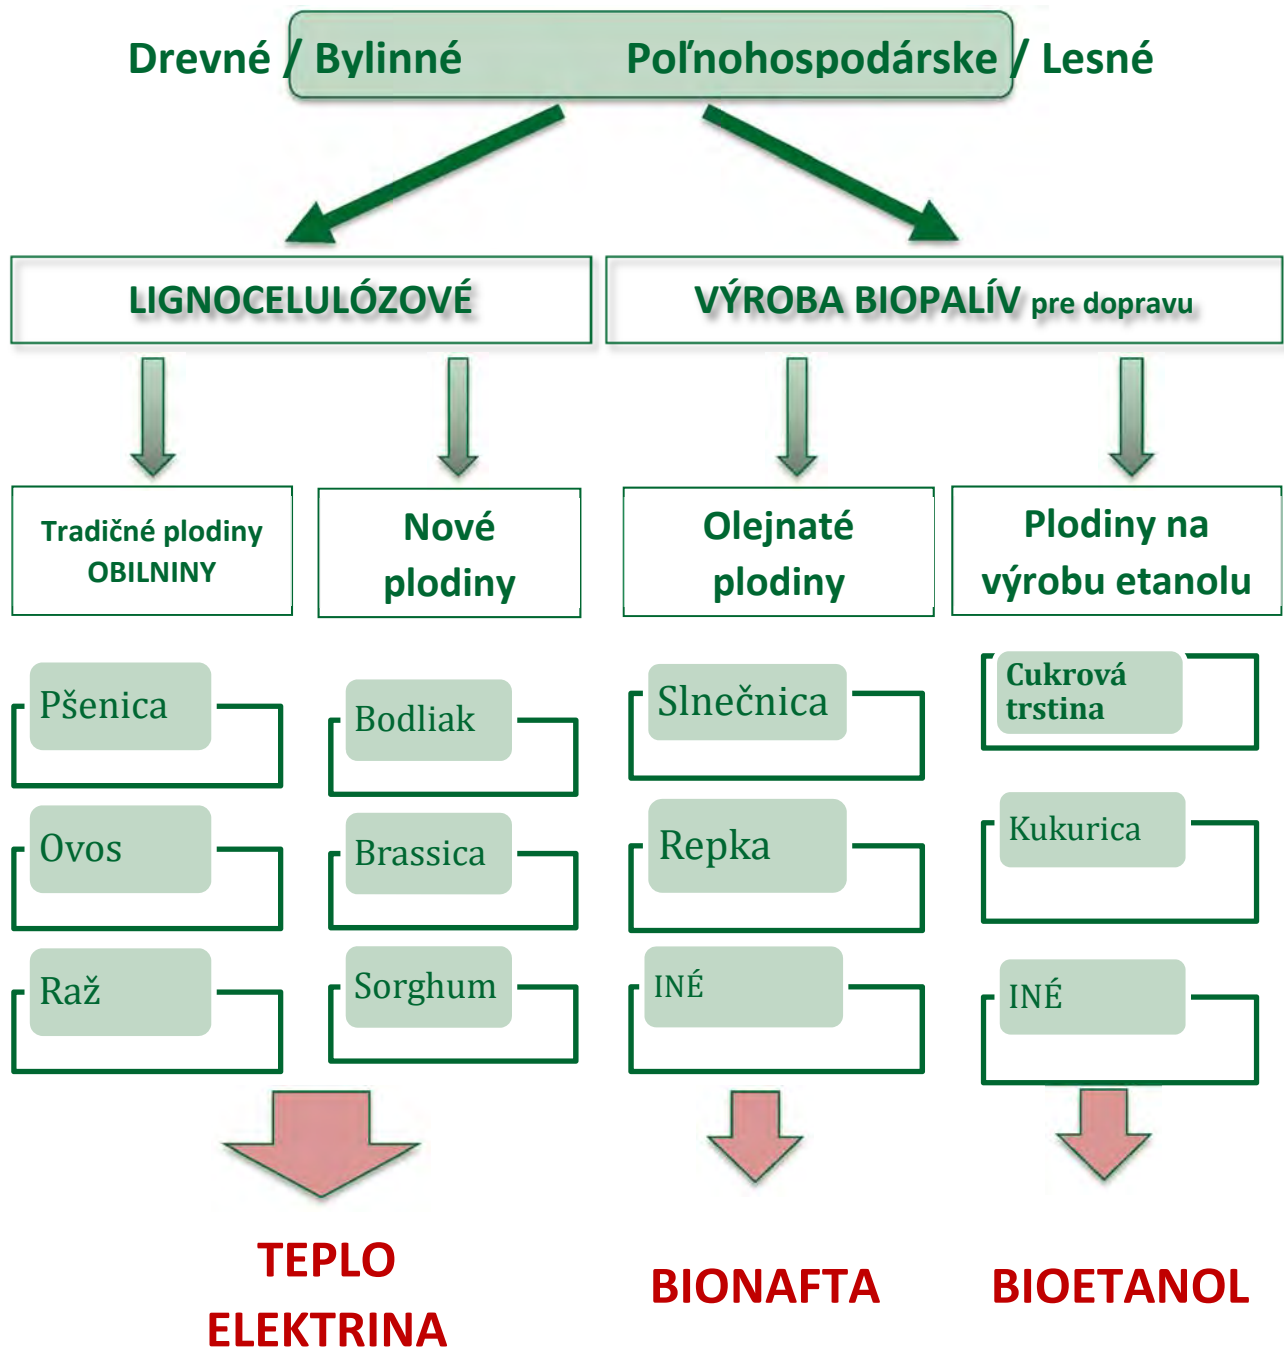 Drevné / Bylinné Poľnohospodárske / Lesné
LIGNOCELULÓZOVÉ
VÝROBA BIOPALÍV pre dopravu
Tradičné plodiny
OBILNINY
Nové
plodiny
Olejnaté
plodiny
Plodiny na
výrobu etanolu
Pšenica
Ovos
Raž
Bodliak
Brassica
Sorghum
Slnečnica
Repka
INÉ
Cukrová
trstina
Kukurica
INÉ
TEPLO
ELEKTRINA
BIONAFTA
BIOETANOL